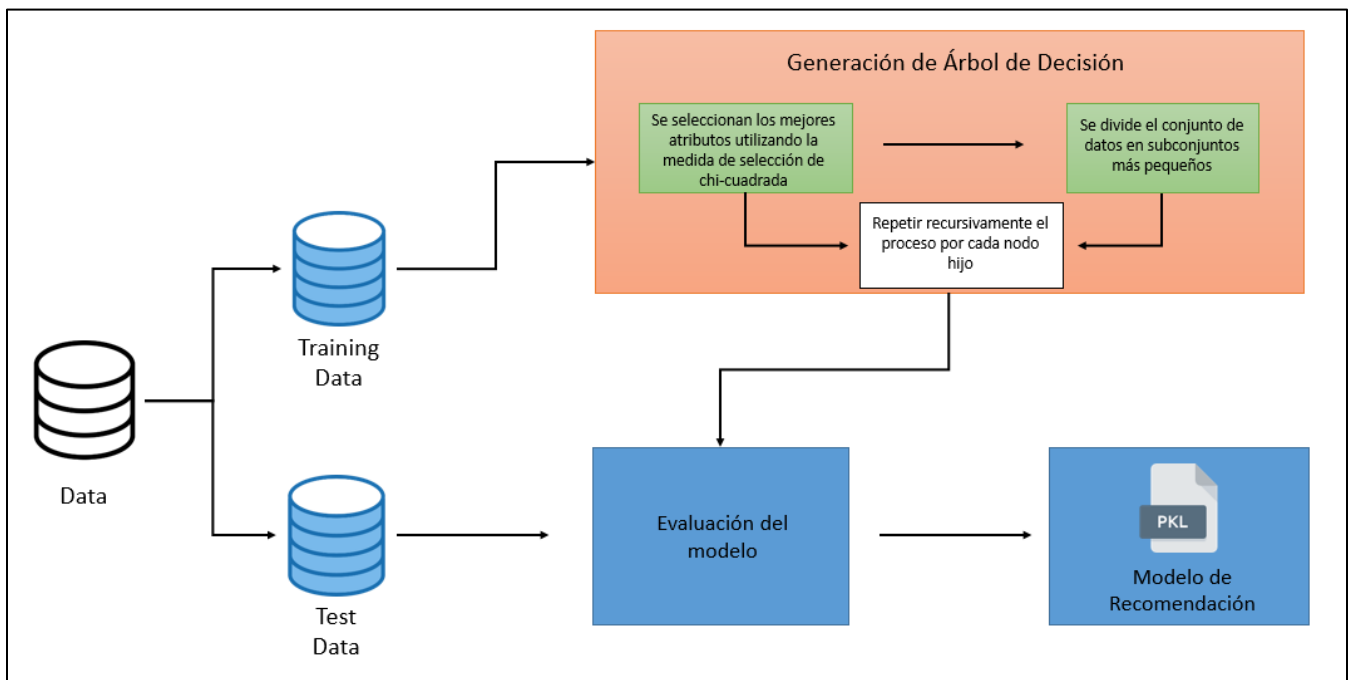 Generación de Árbol de Decisión
Se seleccionan los mejores
atributos utilizando la
medida de selección de
chi-cuadrada
Se divide el conjunto de
datos en subconjuntos
más pequeños
Repetir recursivamente el
proceso por cada nodo
hijo
Training
Data
Data
Test
Data
Evaluación del
modelo
PKL
Modelo de
Recomendación